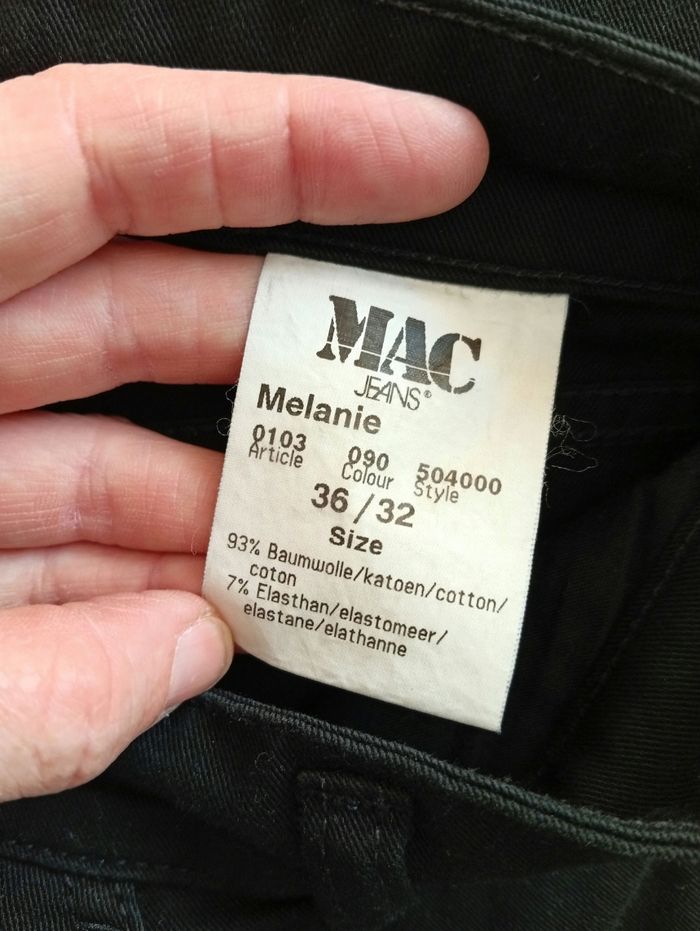 MAC
JEANS®
Melanie
0103 090 504000
Article Colour Style
36/32
Size
93% Baumwolle/katoen/cotton/
coton
7% Elasthan/elastomeer/
elastane/elathanne